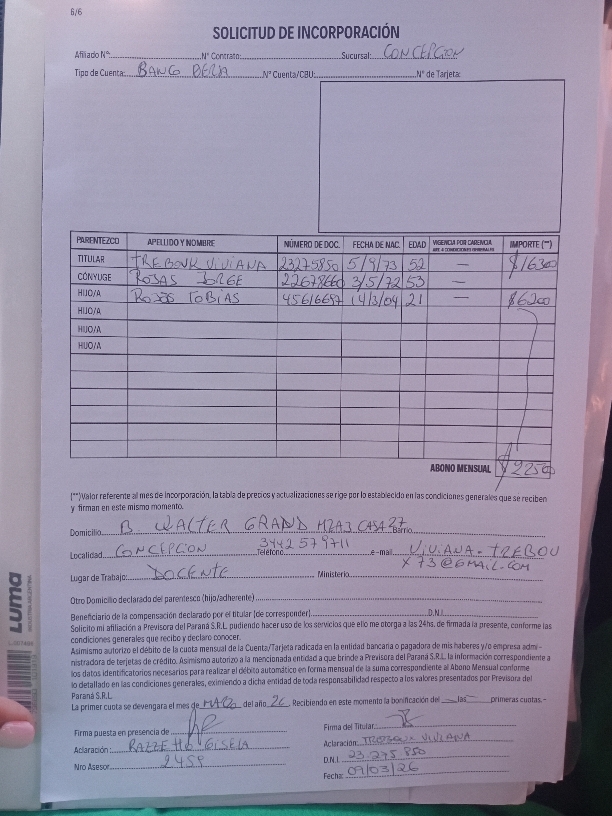 6/6
SOLICITUD DE INCORPORACIÓN
Afiliado Nº: Nº Contrato: Sucursal: CONCEPCION
Tipo de Cuenta: BANCO BERSA Nº Cuenta/CBU: Nº de Tarjeta:
PARENTEZCO APELLIDO Y NOMBRE NÚMERO DE DOC. FECHA DE NAC. EDAD VIGENCIA POR CARENCIA IMPORTE (**)
TITULAR TREBOUX VIVIANA 23275850 5/9/73 52 — $16300
CÓNYUGE ROJAS JORGE 22678660 3/5/72 53 —
HIJO/A ROJAS TOBIAS 45616697 14/3/04 21 — $6200
HIJO/A
HIJO/A
HIJO/A
ABONO MENSUAL $22500
(**)Valor referente al mes de incorporación, la tabla de precios y actualizaciones se rige por lo establecido en las condiciones generales que se reciben
y firman en este mismo momento.
Domicilio B WALTER GRAND MZA3 CASA 27 Barrio
Localidad CONCEPCION Teléfono 3442 579711 e-mail VIVIANA.TREBOU
X73@GMAIL.COM
Lugar de Trabajo: DOCENTE Ministerio
Otro Domicilio declarado del parentesco (hijo/adherente)
Beneficiario de la compensación declarado por el titular (de corresponder) D.N.I.
Solicito mi afiliación a Previsora del Paraná S.R.L. pudiendo hacer uso de los servicios que ello me otorga a las 24hs. de firmada la presente, conforme las
condiciones generales que recibo y declaro conocer.
Asimismo autorizo el débito de la cuota mensual de la Cuenta/Tarjeta radicada en la entidad bancaria o pagadora de mis haberes y/o empresa admi-
nistradora de tarjetas de crédito. Asimismo autorizo a la mencionada entidad a que brinde a Previsora del Paraná S.R.L. la información correspondiente a
los datos identificatorios necesarios para realizar el débito automático en forma mensual de la suma correspondiente al Abono Mensual conforme
lo detallado en las condiciones generales, eximiendo a dicha entidad de toda responsabilidad respecto a los valores presentados por Previsora del
Paraná S.R.L.
La primer cuota se devengara el mes de MARZO del año 26 Recibiendo en este momento la bonificación del las primeras cuotas.-
Firma puesta en presencia de Firma del Titular
Aclaración: GISELA Aclaración: TREBOUX VIVIANA
Nro Asesor D.N.I. 23.275.850
Fecha: 09/03/26
Luma
INDUSTRIA ARGENTINA